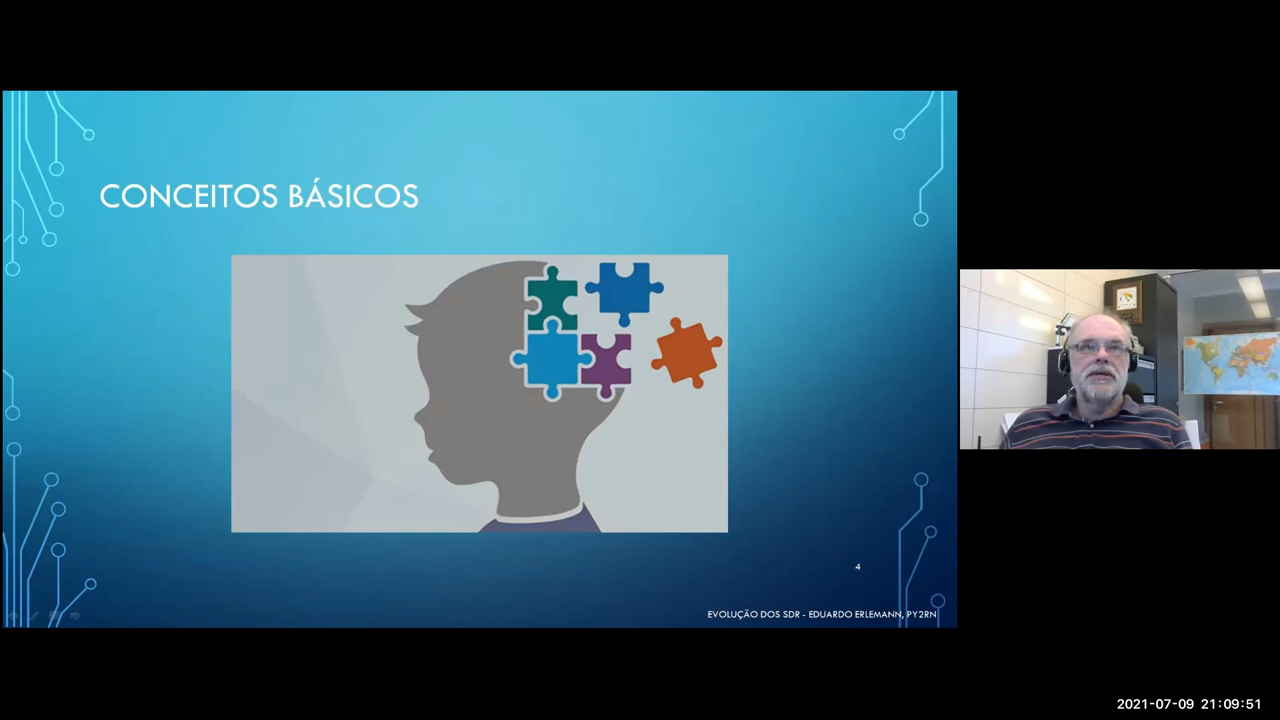 CONCEITOS BÁSICOS
4
EVOLUÇÃO DOS SDR - EDUARDO ERLEMANN, PY2RN
2021-07-09 21:09:51